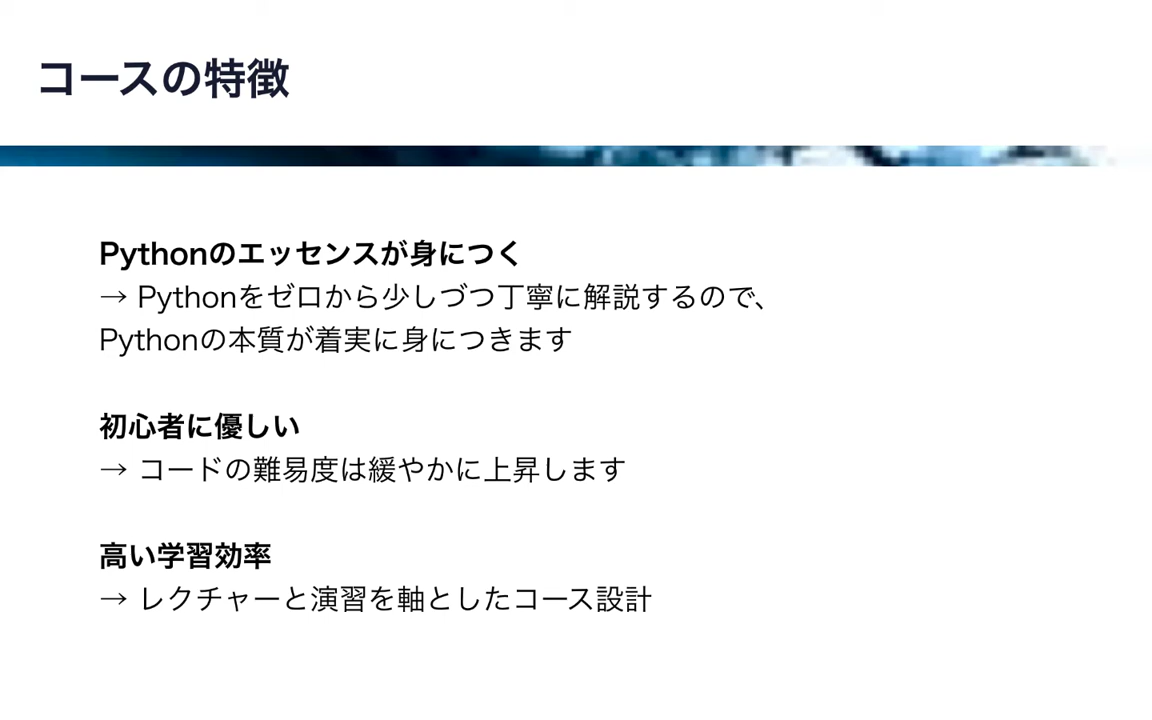 コースの特徴
Pythonのエッセンスが身につく
→ Pythonをゼロから少しづつ丁寧に解説するので、
Pythonの本質が着実に身につきます
初心者に優しい
→ コードの難易度は緩やかに上昇します
高い学習効率
→ レクチャーと演習を軸としたコース設計